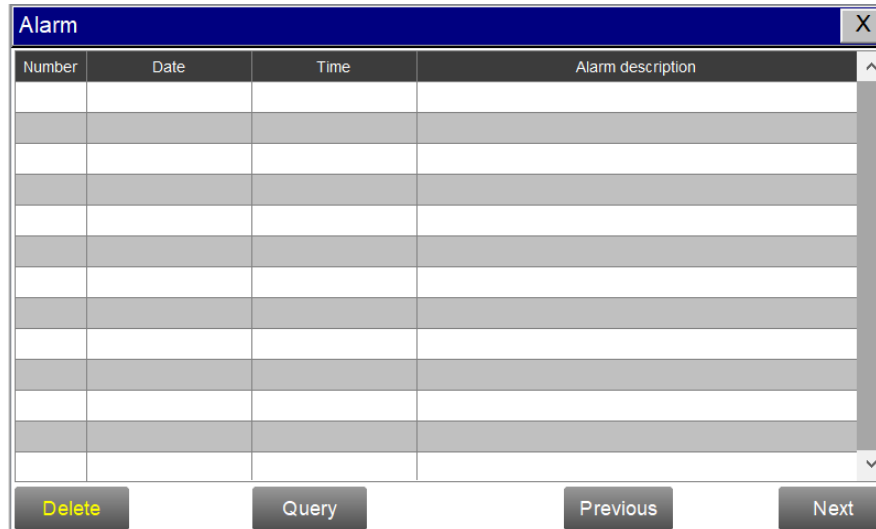 Alarm X
Number Date Time Alarm description
Delete Query Previous Next